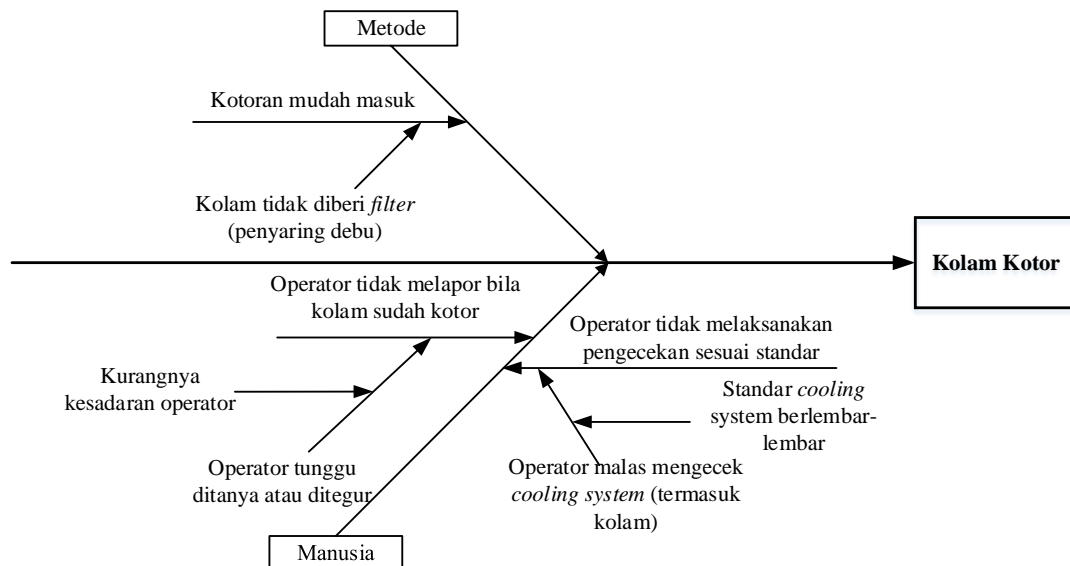 Metode
Kotoran mudah masuk
Kolam tidak diberi filter
(penyaring debu)
Kolam Kotor
Operator tidak melapor bila
kolam sudah kotor
Operator tidak melaksanakan
pengecekan sesuai standar
Kurangnya
kesadaran operator
Standar cooling
system berlembar-
lembar
Operator tunggu
ditanya atau ditegur
Operator malas mengecek
cooling system (termasuk
kolam)
Manusia